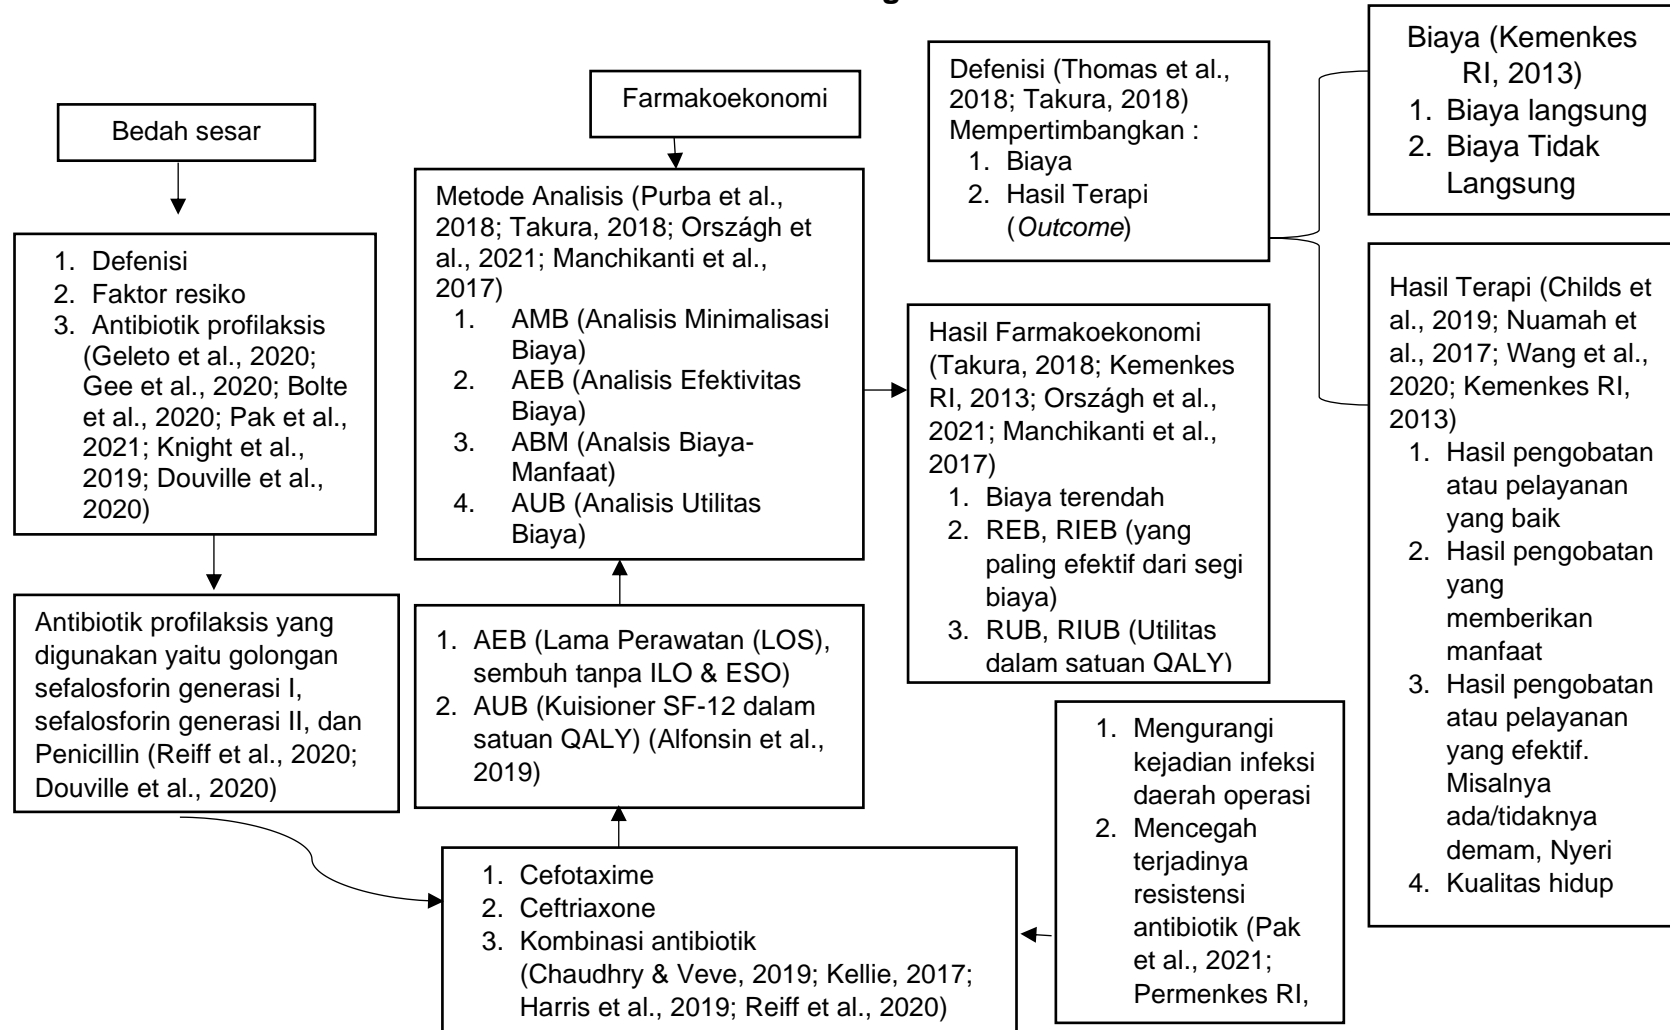 Bedah sesar
1. Defenisi
2. Faktor resiko
3. Antibiotik profilaksis
(Geleto et al., 2020;
Gee et al., 2020; Bolte
et al., 2020; Pak et al.,
2021; Knight et al.,
2019; Douville et al.,
2020)
Antibiotik profilaksis yang
digunakan yaitu golongan
sefalosforin generasi I,
sefalosforin generasi II, dan
Penicillin (Reiff et al., 2020;
Douville et al., 2020)
Farmakoekonomi
Metode Analisis (Purba et al.,
2018; Takura, 2018; Országh et
al., 2021; Manchikanti et al.,
2017)
1. AMB (Analisis Minimalisasi
Biaya)
2. AEB (Analisis Efektivitas
Biaya)
3. ABM (Analsis Biaya-
Manfaat)
4. AUB (Analisis Utilitas
Biaya)
1. AEB (Lama Perawatan (LOS),
sembuh tanpa ILO & ESO)
2. AUB (Kuisioner SF-12 dalam
satuan QALY) (Alfonsin et al.,
2019)
1. Cefotaxime
2. Ceftriaxone
3. Kombinasi antibiotik
(Chaudhry & Veve, 2019; Kellie, 2017;
Harris et al., 2019; Reiff et al., 2020)
Defenisi (Thomas et al.,
2018; Takura, 2018)
Mempertimbangkan :
1. Biaya
2. Hasil Terapi
(Outcome)
Hasil Farmakoekonomi
(Takura, 2018; Kemenkes
RI, 2013; Országh et al.,
2021; Manchikanti et al.,
2017)
1. Biaya terendah
2. REB, RIEB (yang
paling efektif dari segi
biaya)
3. RUB, RIUB (Utilitas
dalam satuan QALY)
1. Mengurangi
kejadian infeksi
daerah operasi
2. Mencegah
terjadinya
resistensi
antibiotik (Pak
et al., 2021;
Permenkes RI,
Biaya (Kemenkes
RI, 2013)
1. Biaya langsung
2. Biaya Tidak
Langsung
Hasil Terapi (Childs et
al., 2019; Nuamah et
al., 2017; Wang et al.,
2020; Kemenkes RI,
2013)
1. Hasil pengobatan
atau pelayanan
yang baik
2. Hasil pengobatan
yang
memberikan
manfaat
3. Hasil pengobatan
atau pelayanan
yang efektif.
Misalnya
ada/tidaknya
demam, Nyeri
4. Kualitas hidup